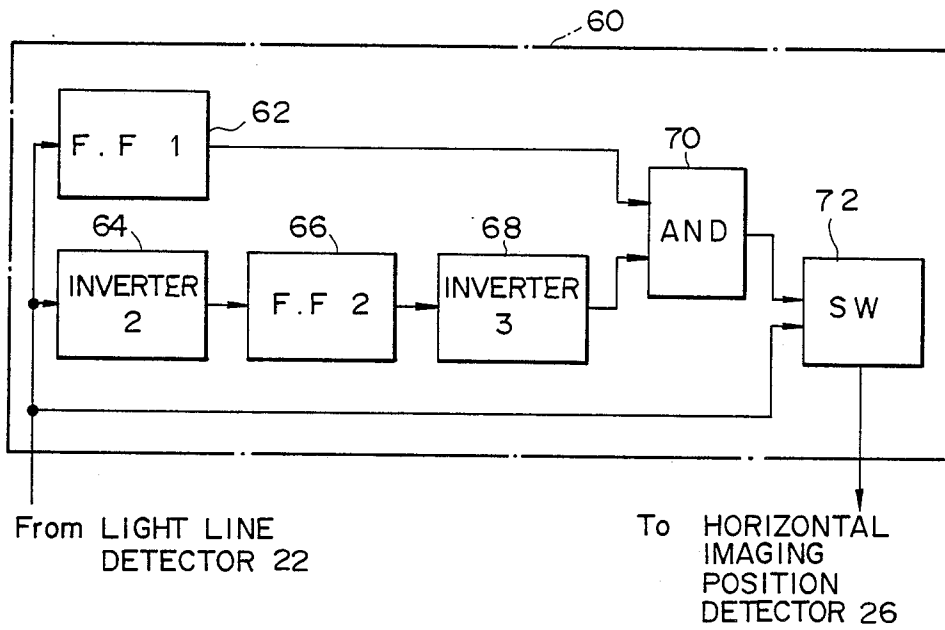 60
F.F 1
62
70
AND
72
SW
64
INVERTER
2
66
F.F 2
68
INVERTER
3
From LIGHT LINE
DETECTOR 22
To HORIZONTAL
IMAGING
POSITION
DETECTOR 26